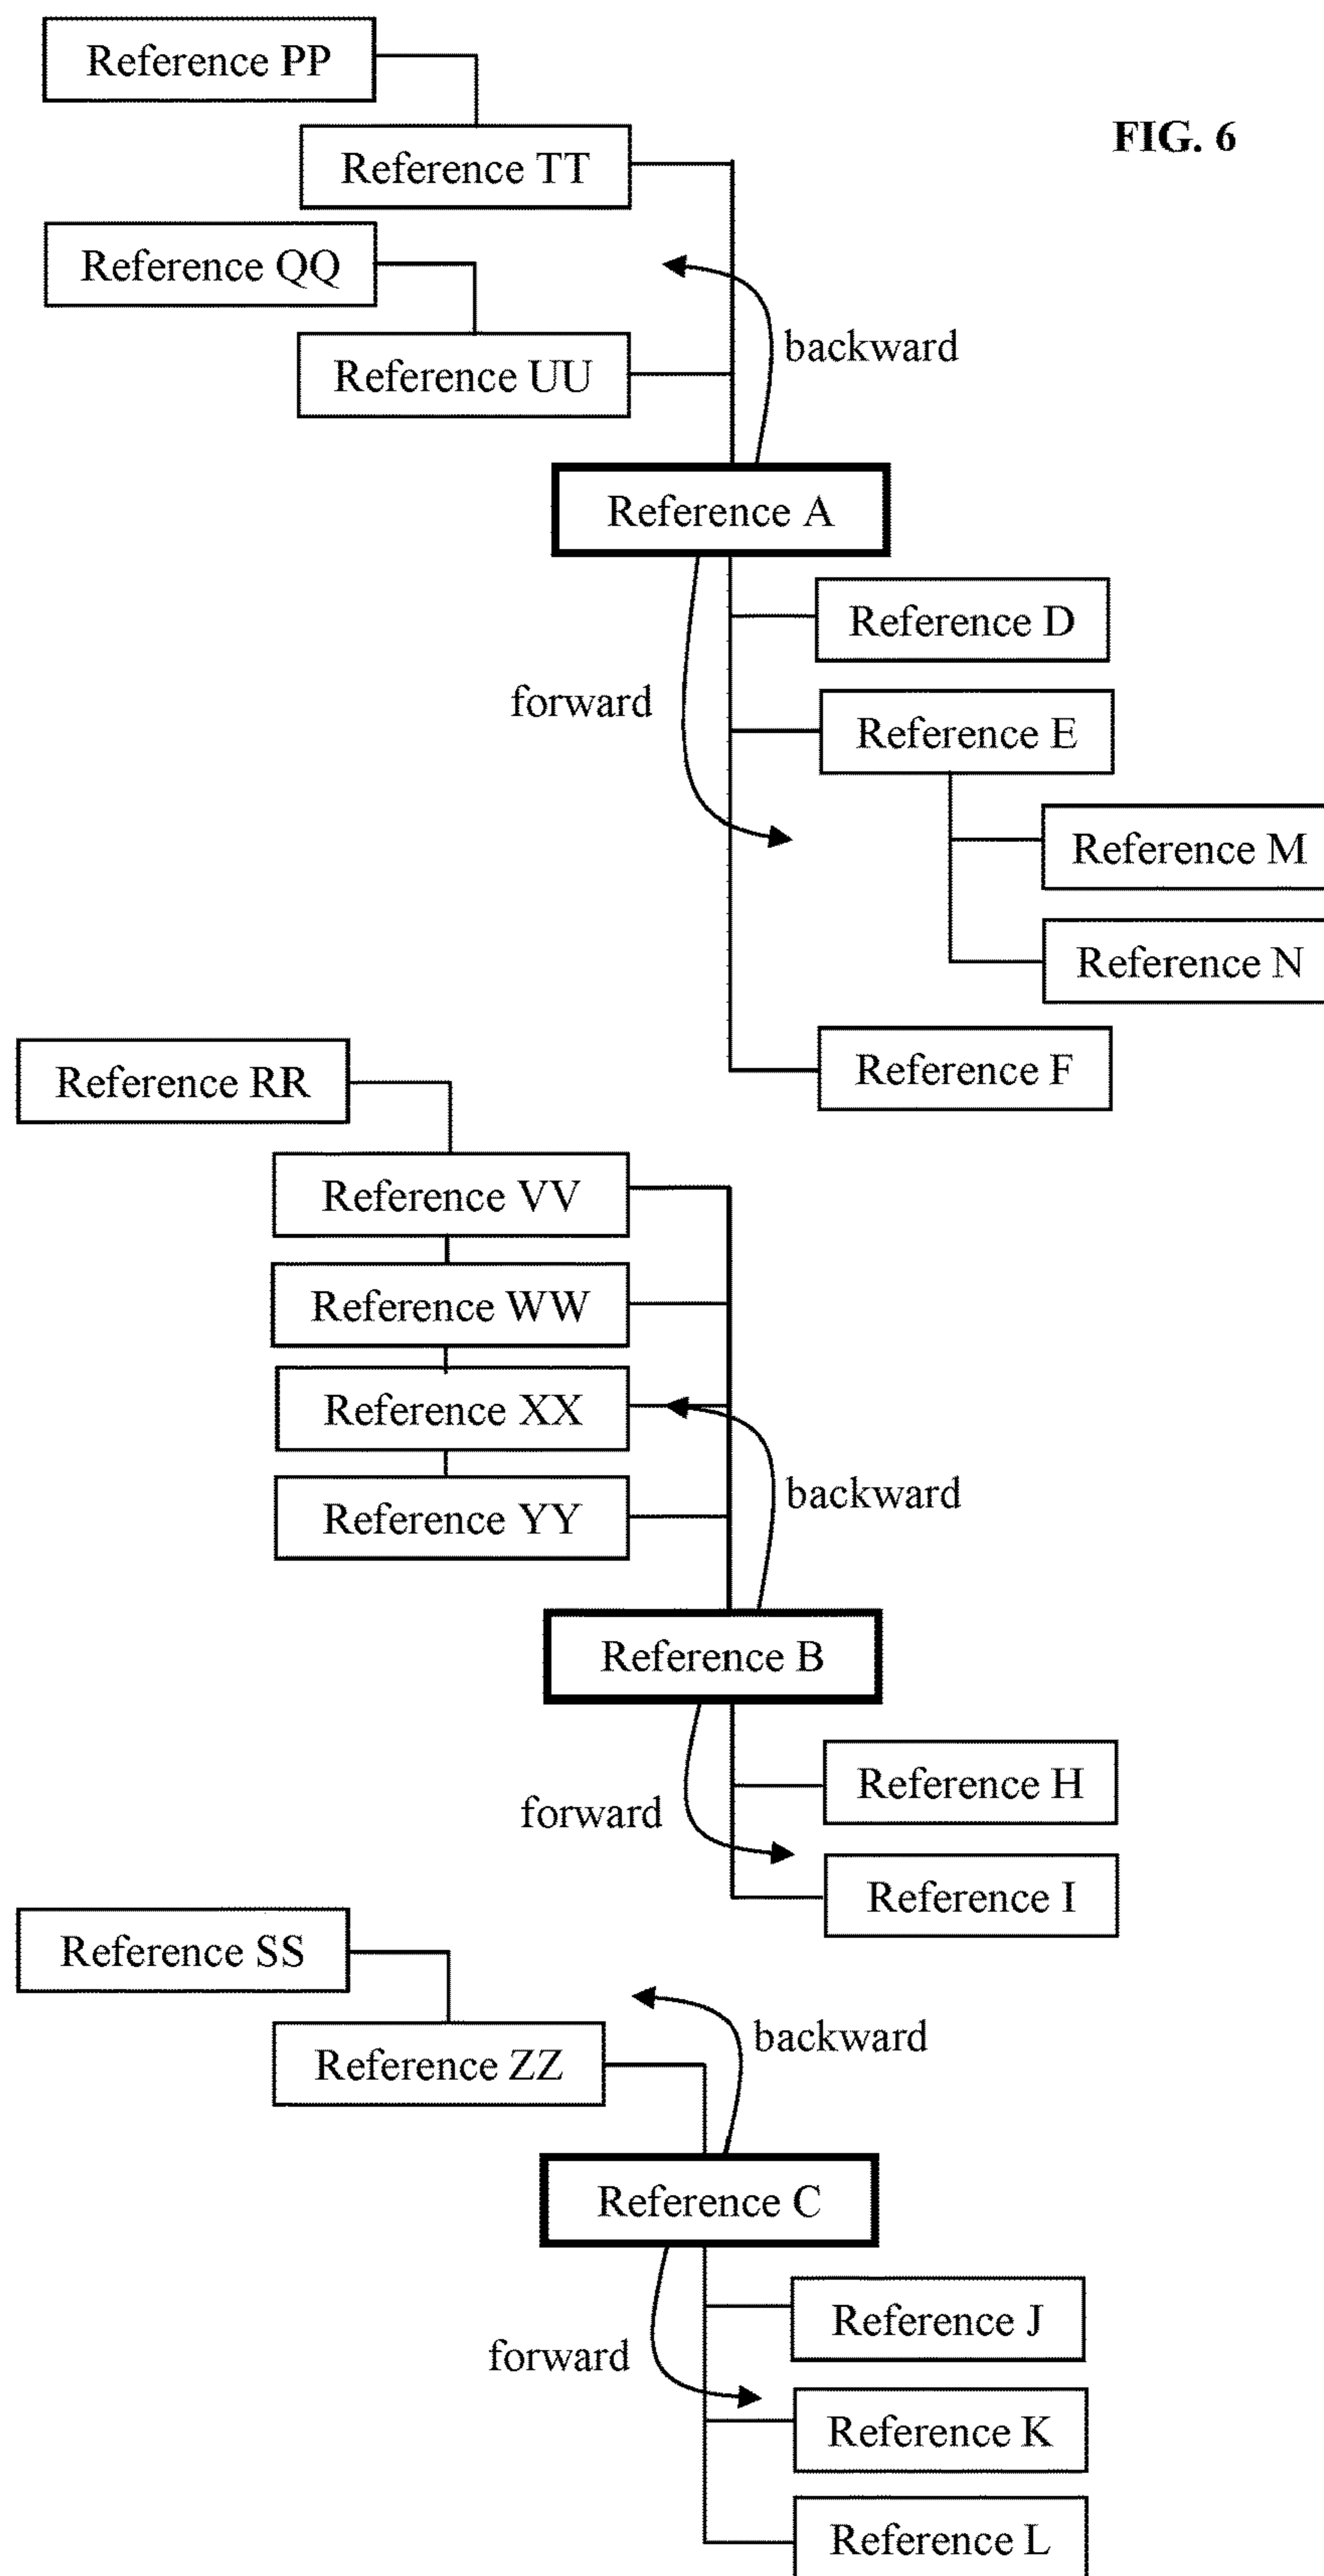 Reference PP
FIG. 6
Reference TT
Reference QQ
backward
Reference UU
Reference A
Reference D
forward
Reference E
Reference M
Reference N
Reference F
Reference RR
Reference VV
Reference WW
Reference XX
backward
Reference YY
Reference B
Reference H
forward
Reference I
Reference SS
backward
Reference ZZ
Reference C
Reference J
forward
Reference K
Reference L